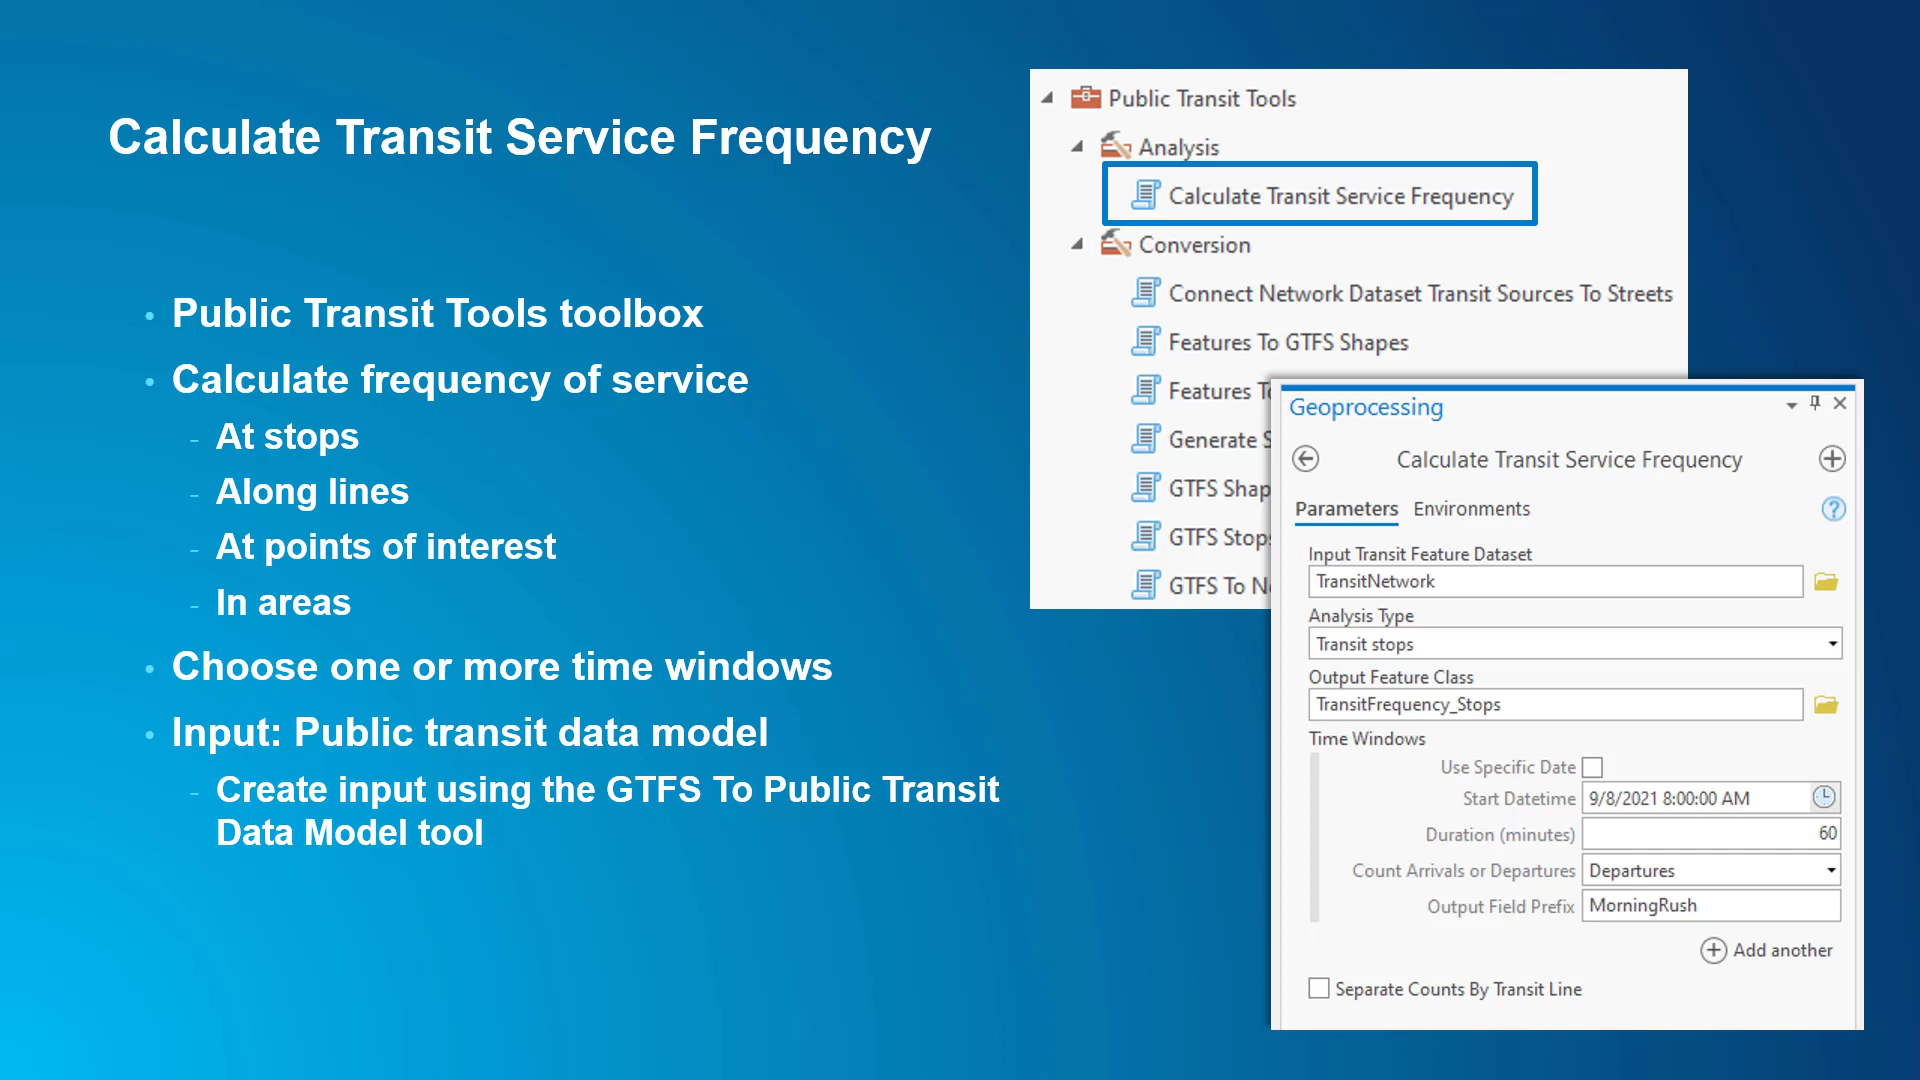 Calculate Transit Service Frequency
• Public Transit Tools toolbox
• Calculate frequency of service
- At stops
- Along lines
- At points of interest
- In areas
• Choose one or more time windows
• Input: Public transit data model
- Create input using the GTFS To Public Transit
Data Model tool
Public Transit Tools
Analysis
Calculate Transit Service Frequency
Conversion
Connect Network Dataset Transit Sources To Streets
Features To GTFS Shapes
Features
Generate
GTFS
GTFS
GTFS To
Geoprocessing
Calculate Transit Service Frequency
Parameters Environments
Input Transit Feature Dataset
TransitNetwork
Analysis Type
Transit stops
Output Feature Class
TransitFrequency_Stops
Time Windows
Use Specific Date
Start Datetime 9/8/2021 8:00:00 AM
Duration (minutes) 60
Count Arrivals or Departures Departures
Output Field Prefix MorningRush
Add another
Separate Counts By Transit Line